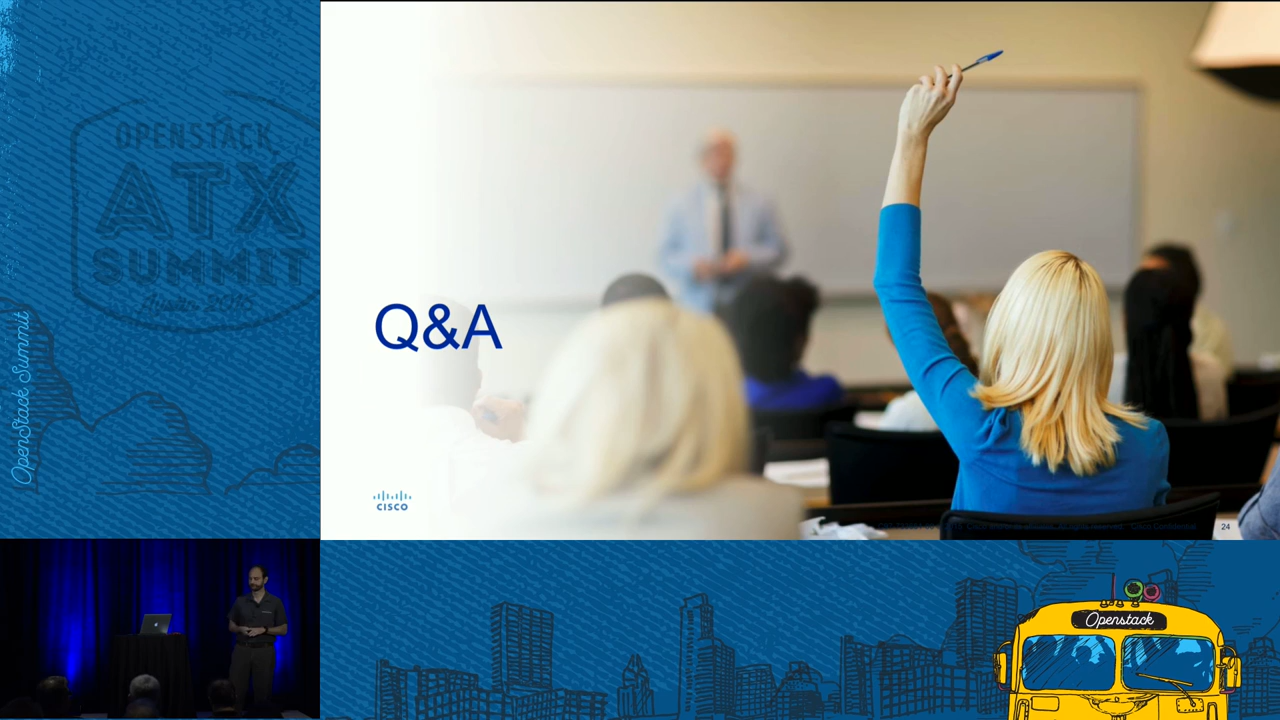 OPENSTACK
ATX
SUMMIT
Austin 2016
OpenStack Summit
Q&A
CISCO
24
Openstack